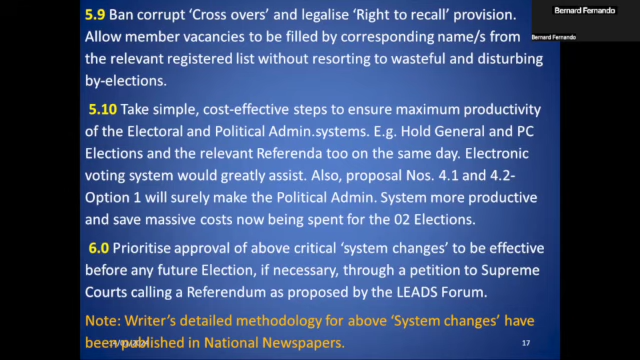 Bernard Fernando
Bernard Fernando
5.9 Ban corrupt ‘Cross overs’ and legalise ‘Right to recall’ provision.
Allow member vacancies to be filled by corresponding name/s from
the relevant registered list without resorting to wasteful and disturbing
by-elections.
5.10 Take simple, cost-effective steps to ensure maximum productivity
of the Electoral and Political Admin.systems. E.g. Hold General and PC
Elections and the relevant Referenda too on the same day. Electronic
voting system would greatly assist. Also, proposal Nos. 4.1 and 4.2-
Option 1 will surely make the Political Admin. System more productive
and save massive costs now being spent for the 02 Elections.
6.0 Prioritise approval of above critical ‘system changes’ to be effective
before any future Election, if necessary, through a petition to Supreme
Courts calling a Referendum as proposed by the LEADS Forum.
Note: Writer’s detailed methodology for above ‘System changes’ have
been published in National Newspapers.
17